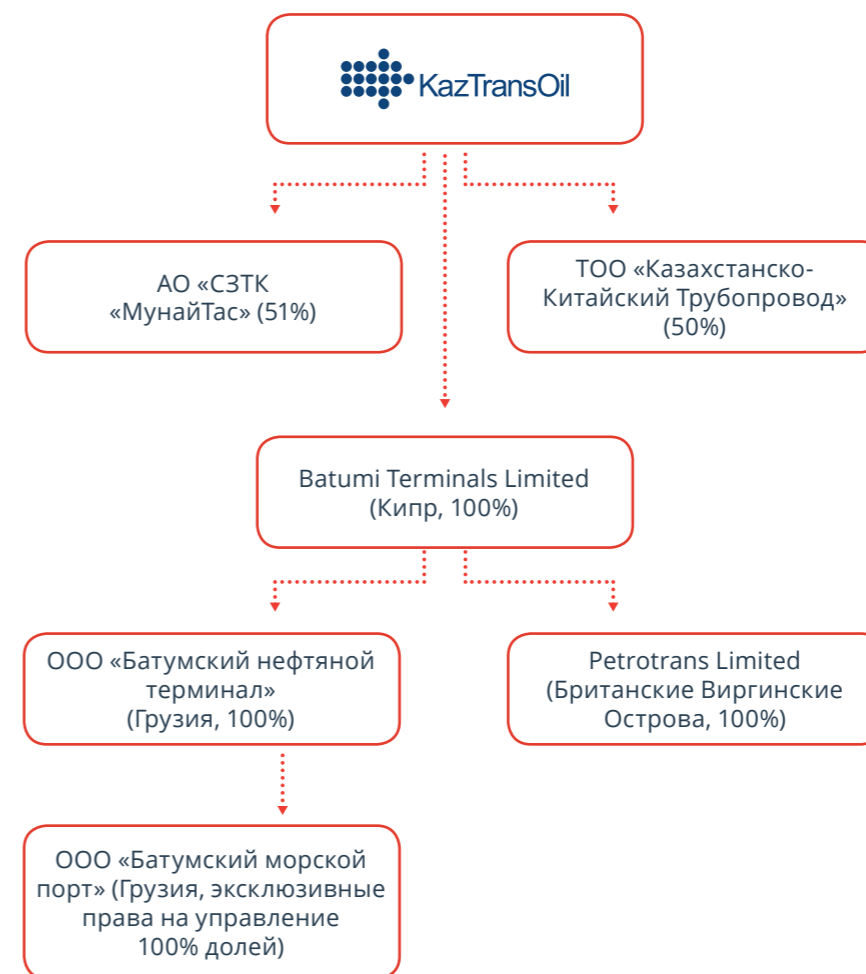 KazTransOil
АО «СЗТК
«МунайТас» (51%)
ТОО «Казахстанско-
Китайский Трубопровод»
(50%)
Batumi Terminals Limited
(Кипр, 100%)
ООО «Батумский нефтяной
терминал»
(Грузия, 100%)
Petrotrans Limited
(Британские Виргинские
Острова, 100%)
ООО «Батумский морской
порт» (Грузия, эксклюзивные
права на управление
100% долей)